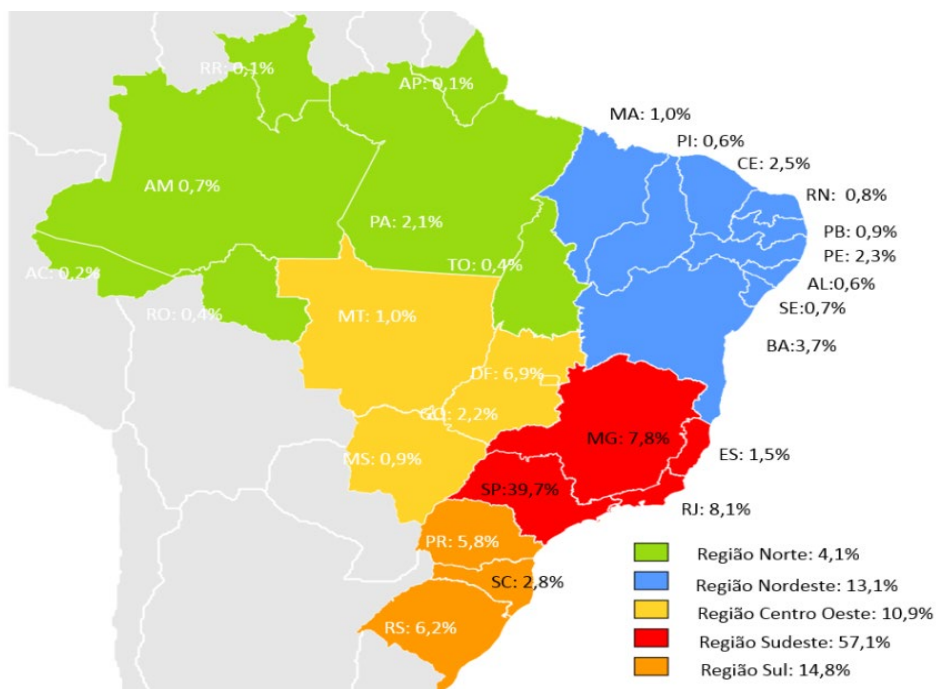 RR: 0,1%
AP: 0,1%
MA: 1,0%
PI: 0,6%
CE: 2,5%
AM 0,7%
RN: 0,8%
PA: 2,1%
PB: 0,9%
PE: 2,3%
TO: 0,4%
AC: 0,2%
AL:0,6%
SE:0,7%
RO: 0,4%
MT: 1,0%
BA:3,7%
DF: 6,9%
GO: 2,2%
MG: 7,8%
ES: 1,5%
MS: 0,9%
SP:39,7%
RJ: 8,1%
PR: 5,8%
SC: 2,8%
RS: 6,2%
Região Norte: 4,1%
Região Nordeste: 13,1%
Região Centro Oeste: 10,9%
Região Sudeste: 57,1%
Região Sul: 14,8%